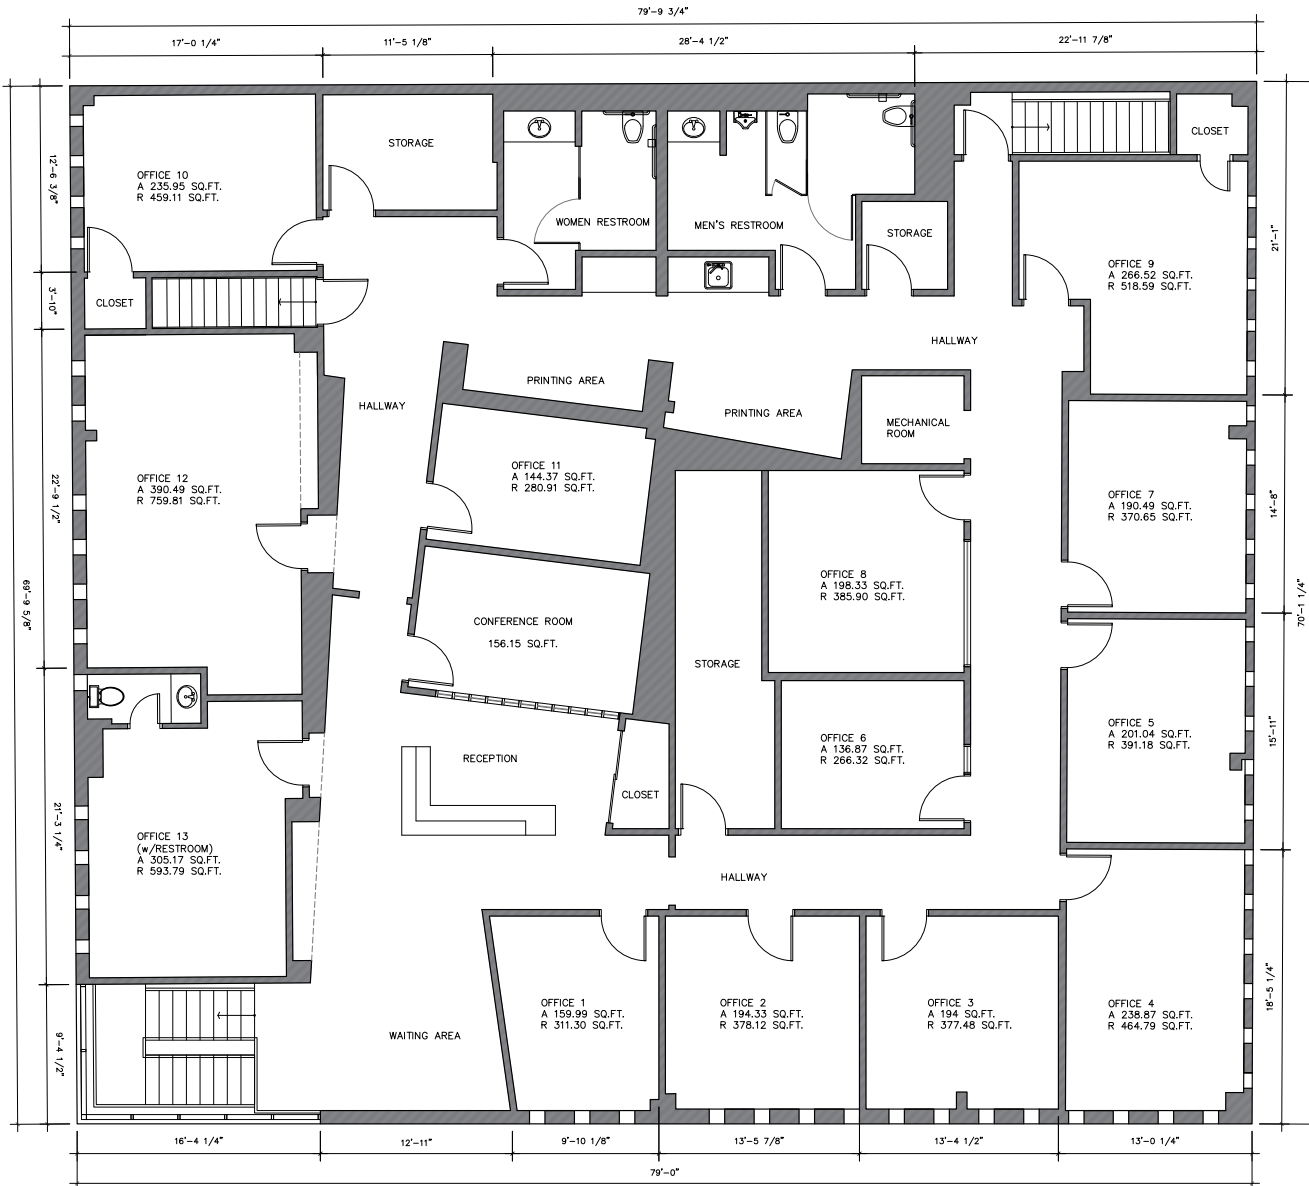 79'-9 3/4"
17'-0 1/4"
11'-5 1/8"
28'-4 1/2"
22'-11 7/8"
12'-6 3/8"
3'-10"
22'-9 1/2"
69'-9 5/8"
21'-3 1/4"
9'-4 1/2"
OFFICE 10
A 235.95 SQ.FT.
R 459.11 SQ.FT.
STORAGE
WOMEN RESTROOM
MEN'S RESTROOM
STORAGE
CLOSET
OFFICE 9
A 266.52 SQ.FT.
R 518.59 SQ.FT.
CLOSET
HALLWAY
PRINTING AREA
HALLWAY
PRINTING AREA
MECHANICAL
ROOM
OFFICE 12
A 390.49 SQ.FT.
R 759.81 SQ.FT.
OFFICE 11
A 144.37 SQ.FT.
R 280.91 SQ.FT.
OFFICE 7
A 190.49 SQ.FT.
R 370.65 SQ.FT.
OFFICE 8
A 198.33 SQ.FT.
R 385.90 SQ.FT.
CONFERENCE ROOM
156.15 SQ.FT.
STORAGE
OFFICE 5
A 201.04 SQ.FT.
R 391.18 SQ.FT.
OFFICE 6
A 136.87 SQ.FT.
R 266.32 SQ.FT.
RECEPTION
CLOSET
OFFICE 13
(w/RESTROOM)
A 305.17 SQ.FT.
R 593.79 SQ.FT.
HALLWAY
OFFICE 1
A 159.99 SQ.FT.
R 311.30 SQ.FT.
OFFICE 2
A 194.33 SQ.FT.
R 378.12 SQ.FT.
OFFICE 3
A 194 SQ.FT.
R 377.48 SQ.FT.
OFFICE 4
A 238.87 SQ.FT.
R 464.79 SQ.FT.
WAITING AREA
21'-1"
14'-8"
70'-1 1/4"
15'-11"
18'-5 1/4"
16'-4 1/4"
12'-11"
9'-10 1/8"
13'-5 7/8"
13'-4 1/2"
13'-0 1/4"
79'-0"